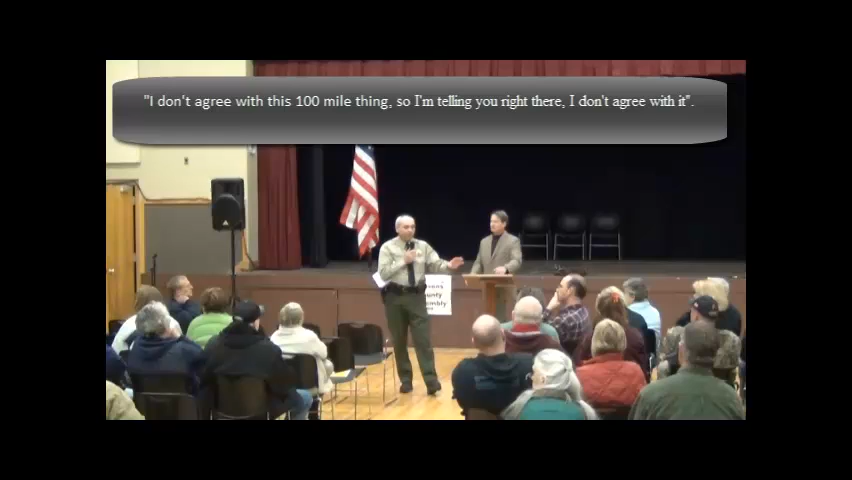 "I don't agree with this 100 mile thing, so I'm telling you right there, I don't agree with it".